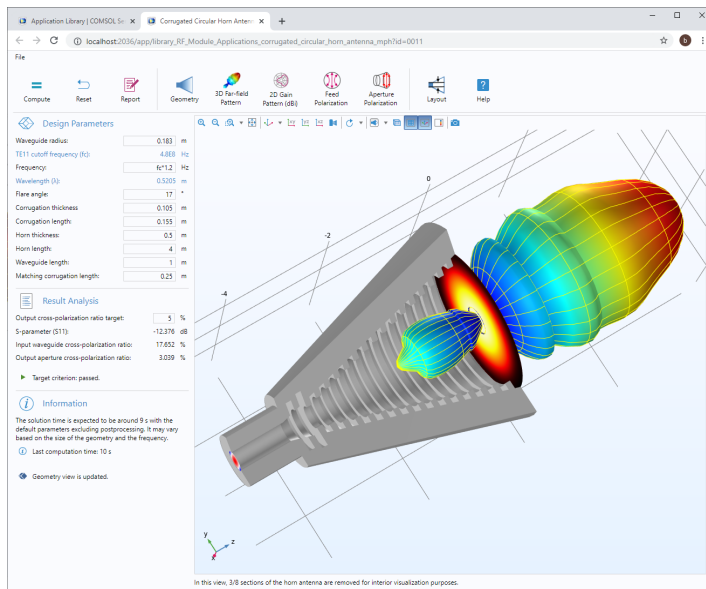 Application Library | COMSOL Se
Corrugated Circular Horn Anten
localhost:2036/app/library_RF_Module_Applications_corrugated_circular_horn_antenna_mph?id=0011
b
File
Compute
Reset
Report
Geometry
3D Far-field
Pattern
2D Gain
Pattern (dBi)
Feed
Polarization
Aperture
Polarization
Layout
?
Help
Design Parameters
Waveguide radius: 0.183 m
TE11 cutoff frequency (fc): 4.8E8 Hz
Frequency: fc*1.2 Hz
Wavelength (λ): 0.5205 m
Flare angle: 17 °
Corrugation thickness 0.105 m
Corrugation length: 0.155 m
Horn thickness: 0.5 m
Horn length: 4 m
Waveguide length: 1 m
Matching corrugation length: 0.25 m
Result Analysis
Output cross-polarization ratio target: 5 %
S-parameter (S11): -12.376 dB
Input waveguide cross-polarization ratio: 17.652 %
Output aperture cross-polarization ratio: 3.039 %
Target criterion: passed.
i
Information
The solution time is expected to be around 9 s with the
default parameters excluding postprocessing. It may vary
based on the size of the geometry and the frequency.
Last computation time: 10 s
Geometry view is updated.
0
-2
-4
y
z
x
In this view, 3/8 sections of the horn antenna are removed for interior visualization purposes.